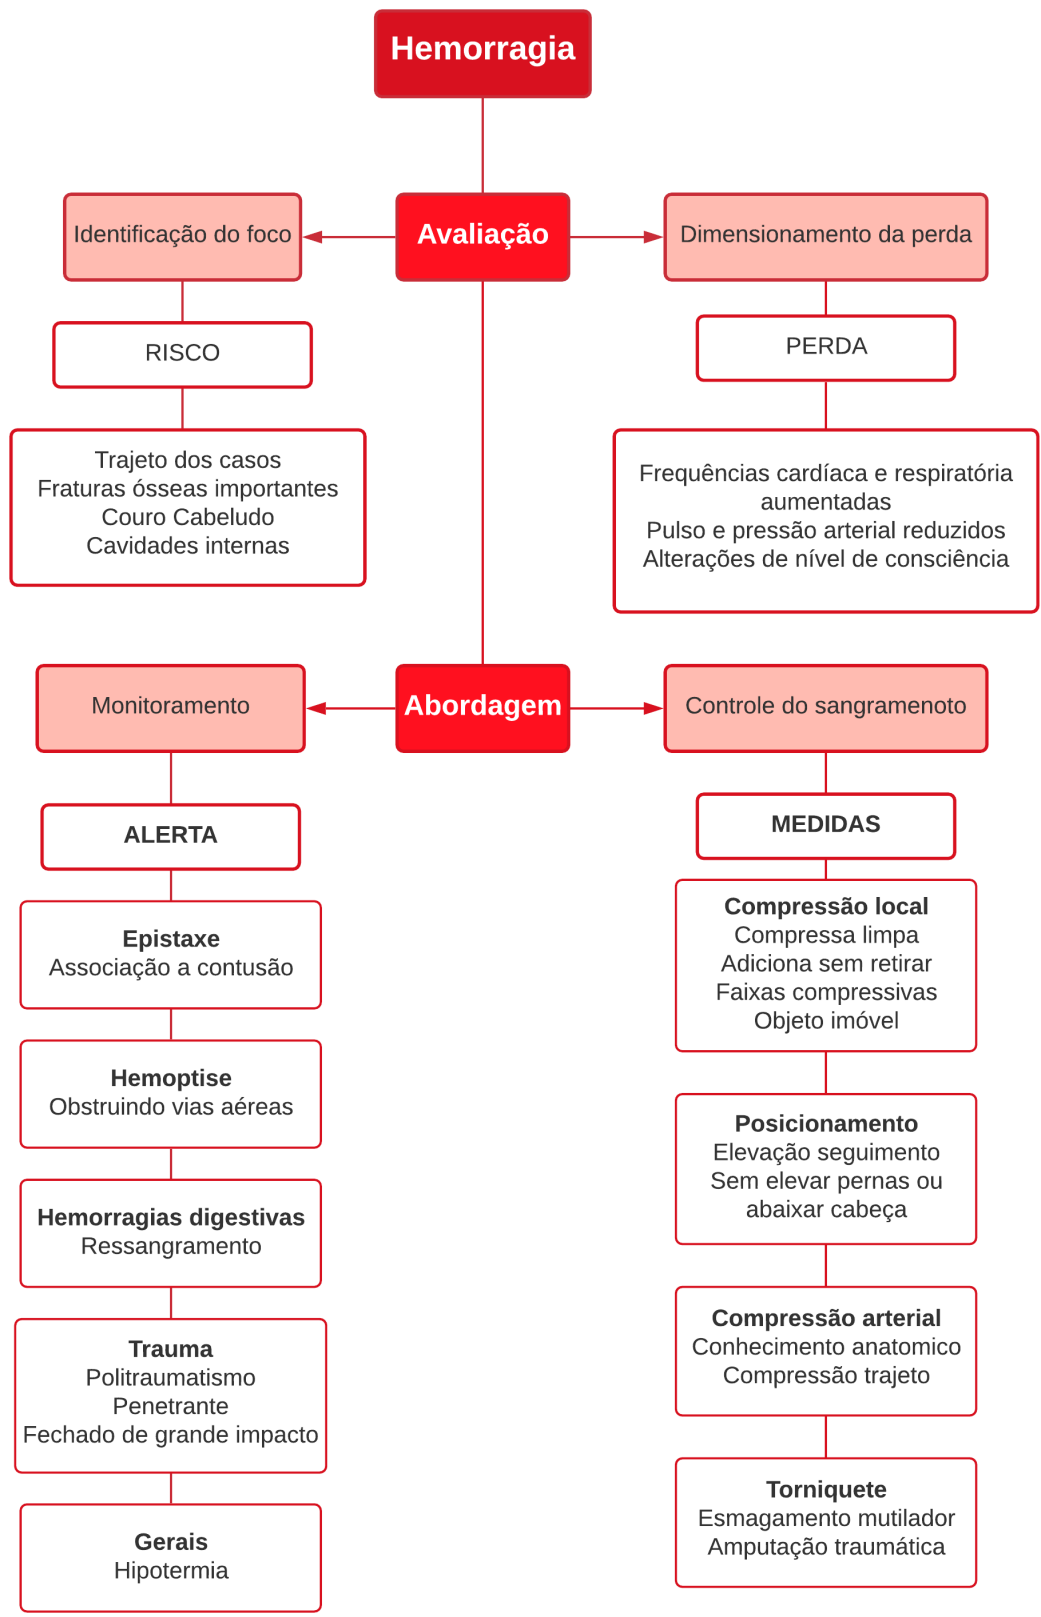 Hemorragia
Identificação do foco
Avaliação
Dimensionamento da perda
RISCO
PERDA
Trajeto dos casos
Fraturas ósseas importantes
Couro Cabeludo
Cavidades internas
Frequências cardíaca e respiratória
aumentadas
Pulso e pressão arterial reduzidos
Alterações de nível de consciência
Monitoramento
Abordagem
Controle do sangramenoto
ALERTA
Epistaxe
Associação a contusão
Hemoptise
Obstruindo vias aéreas
Hemorragias digestivas
Ressangramento
Trauma
Politraumatismo
Penetrante
Fechado de grande impacto
Gerais
Hipotermia
MEDIDAS
Compressão local
Compressa limpa
Adiciona sem retirar
Faixas compressivas
Objeto imóvel
Posicionamento
Elevação seguimento
Sem elevar pernas ou
abaixar cabeça
Compressão arterial
Conhecimento anatomico
Compressão trajeto
Torniquete
Esmagamento mutilador
Amputação traumática